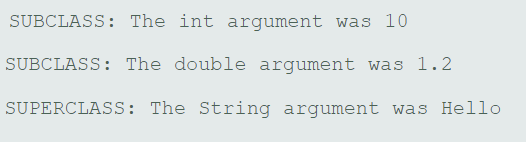 SUBCLASS: The int argument was 10
SUBCLASS: The double argument was 1.2
SUPERCLASS: The String argument was Hello